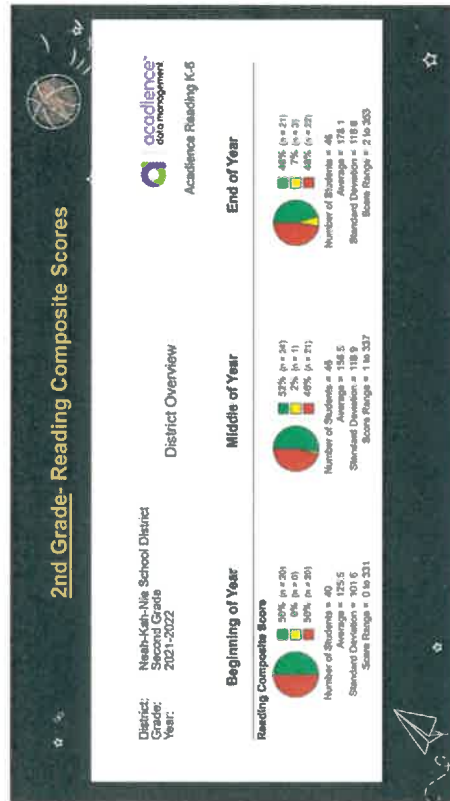 2nd Grade- Reading Composite Scores
District: Neah-Kah-Nie School District
Grade: Second Grade
Year: 2021-2022
acadience™
data management
District Overview
Acadience Reading K-6
Beginning of Year
Middle of Year
End of Year
Reading Composite Score
50% (n = 20)
0% (n = 0)
50% (n = 20)
Number of Students = 40
Average = 125.5
Standard Deviation = 101.6
Score Range = 0 to 331
52% (n = 24)
2% (n = 1)
46% (n = 21)
Number of Students = 46
Average =
Standard Deviation = 118.9
Score Range = 1 to 337
46% (n = 21)
7% (n = 3)
48% (n = 22)
Number of Students = 46
Average = 178.1
Standard Deviation = 118.8
Score Range = 2 to 353